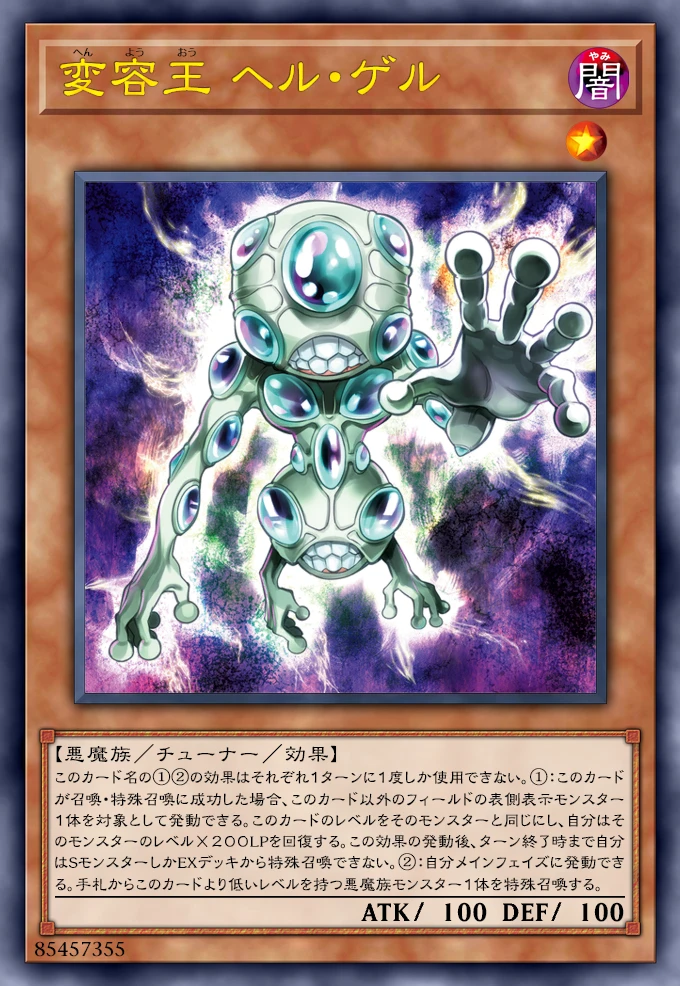 へん よう おう
変容王 ヘル・ゲル
やみ
闇
【悪魔族／チューナー／効果】
このカード名の①②の効果はそれぞれ1ターンに1度しか使用できない。①：このカード
が召喚・特殊召喚に成功した場合、このカード以外のフィールドの表側表示モンスター
1体を対象として発動できる。このカードのレベルをそのモンスターと同じにし、自分はそ
のモンスターのレベル×200LPを回復する。この効果の発動後、ターン終了時まで自分
はSモンスターしかEXデッキから特殊召喚できない。②：自分メインフェイズに発動でき
る。手札からこのカードより低いレベルを持つ悪魔族モンスター1体を特殊召喚する。
ATK/ 100 DEF/ 100
85457355